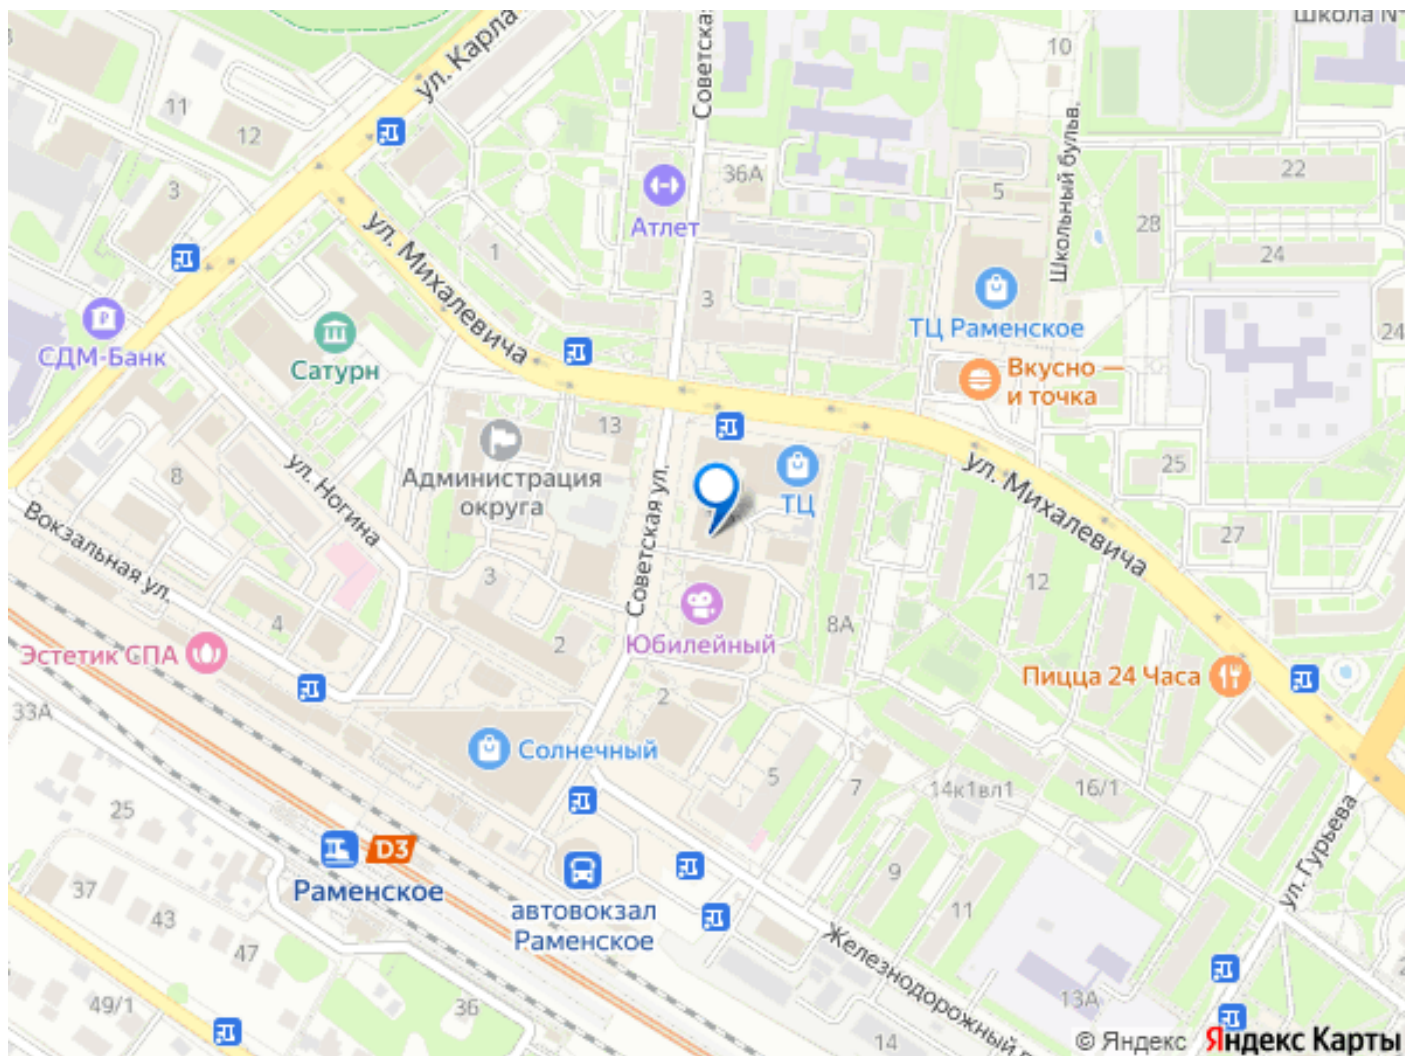 Школа №
10
ул. Карла
Советская
11
12
36А
Атлет
5
Школьный бульв.
22
3
28
24
ул. Михалевича
1
3
ТЦ Раменское
24
СДМ-Банк
Сатурн
Вкусно —
и точка
13
Администрация
округа
ул. Ногина
8
ТЦ
ул. Михалевича
25
27
Вокзальная ул.
Советская ул.
3
12
4
2
Юбилейный
8А
Эстетик СПА
Пицца 24 Часа
33А
2
Солнечный
5
7
14к1вл1
16/1
25
D3
Раменское
ул. Гурьева
9
37
43
автовокзал
Раменское
11
47
Железнодорожный
49/1
36
13А
14
© Яндекс
Яндекс Карты